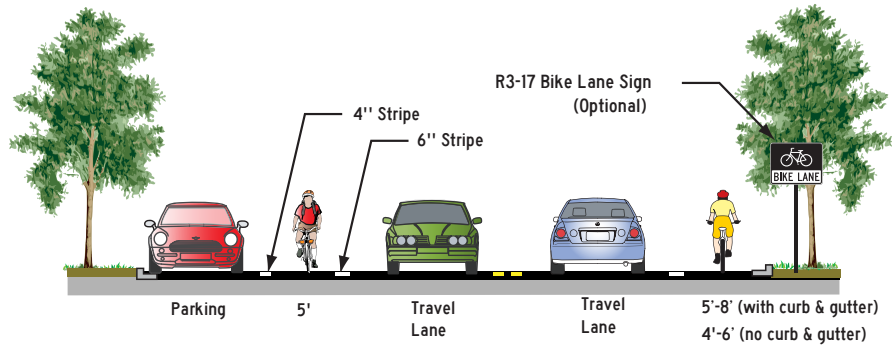 R3-17 Bike Lane Sign
(Optional)
4'' Stripe
6'' Stripe
BIKE LANE
Parking
5'
Travel
Lane
Travel
Lane
5'-8' (with curb & gutter)
4'-6' (no curb & gutter)